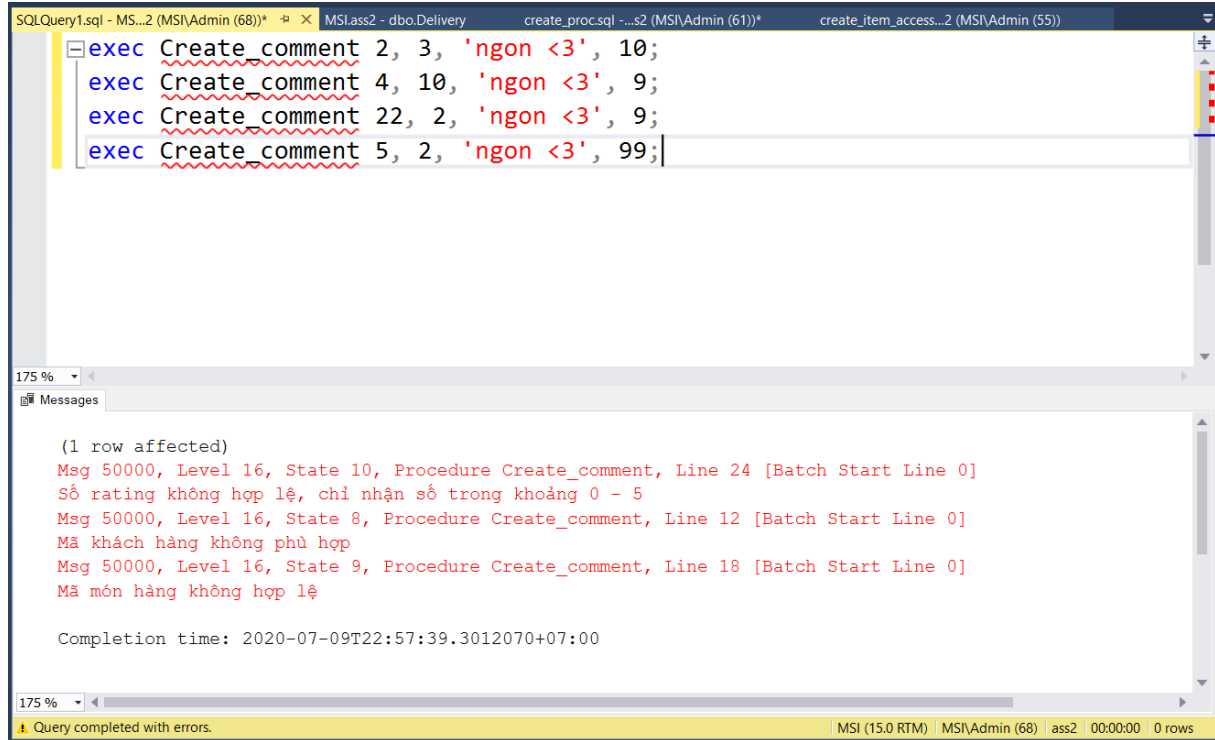 SQLQuery1.sql - MS...2 (MSI\Admin (68))*
MSI.ass2 - dbo.Delivery
create_proc.sql -...s2 (MSI\Admin (61))*
create_item_access...2 (MSI\Admin (55))
exec Create_comment 2, 3, 'ngon <3', 10;
exec Create_comment 4, 10, 'ngon <3', 9;
exec Create_comment 22, 2, 'ngon <3', 9;
exec Create_comment 5, 2, 'ngon <3', 99;
175 %
Messages
(1 row affected)
Msg 50000, Level 16, State 10, Procedure Create_comment, Line 24 [Batch Start Line 0]
Số rating không hợp lệ, chỉ nhận số trong khoảng 0 - 5
Msg 50000, Level 16, State 8, Procedure Create_comment, Line 12 [Batch Start Line 0]
Mã khách hàng không phù hợp
Msg 50000, Level 16, State 9, Procedure Create_comment, Line 18 [Batch Start Line 0]
Mã món hàng không hợp lệ
Completion time: 2020-07-09T22:57:39.3012070+07:00
175 %
Query completed with errors.
MSI (15.0 RTM)
MSI\Admin (68)
ass2
00:00:00
0 rows